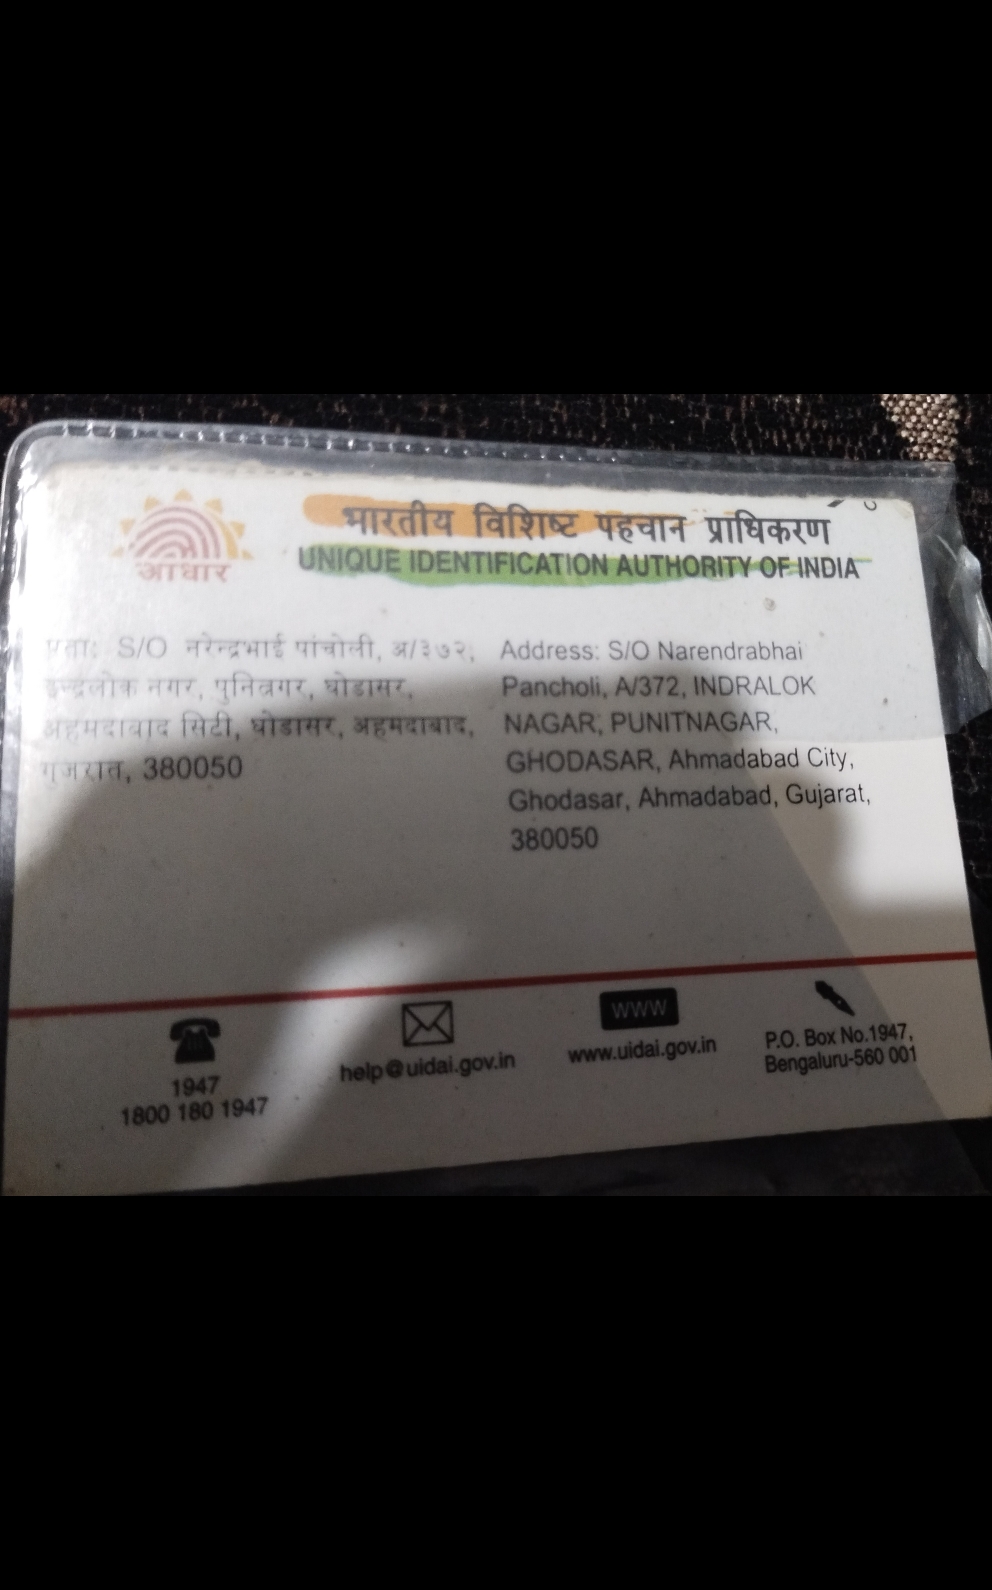 आधार
भारतीय विशिष्ट पहचान प्राधिकरण
UNIQUE IDENTIFICATION AUTHORITY OF INDIA
पता: S/O नरेन्द्रभाई पांचोली, अ/३७२,
इन्द्रलोक नगर, पुनितनगर, घोडासर,
अहमदाबाद सिटी, घोडासर, अहमदाबाद,
गुजरात, 380050
Address: S/O Narendrabhai
Pancholi, A/372, INDRALOK
NAGAR, PUNITNAGAR,
GHODASAR, Ahmadabad City,
Ghodasar, Ahmadabad, Gujarat,
380050
1947
1800 180 1947
help@uidai.gov.in
WWW
www.uidai.gov.in
P.O. Box No.1947,
Bengaluru-560 001